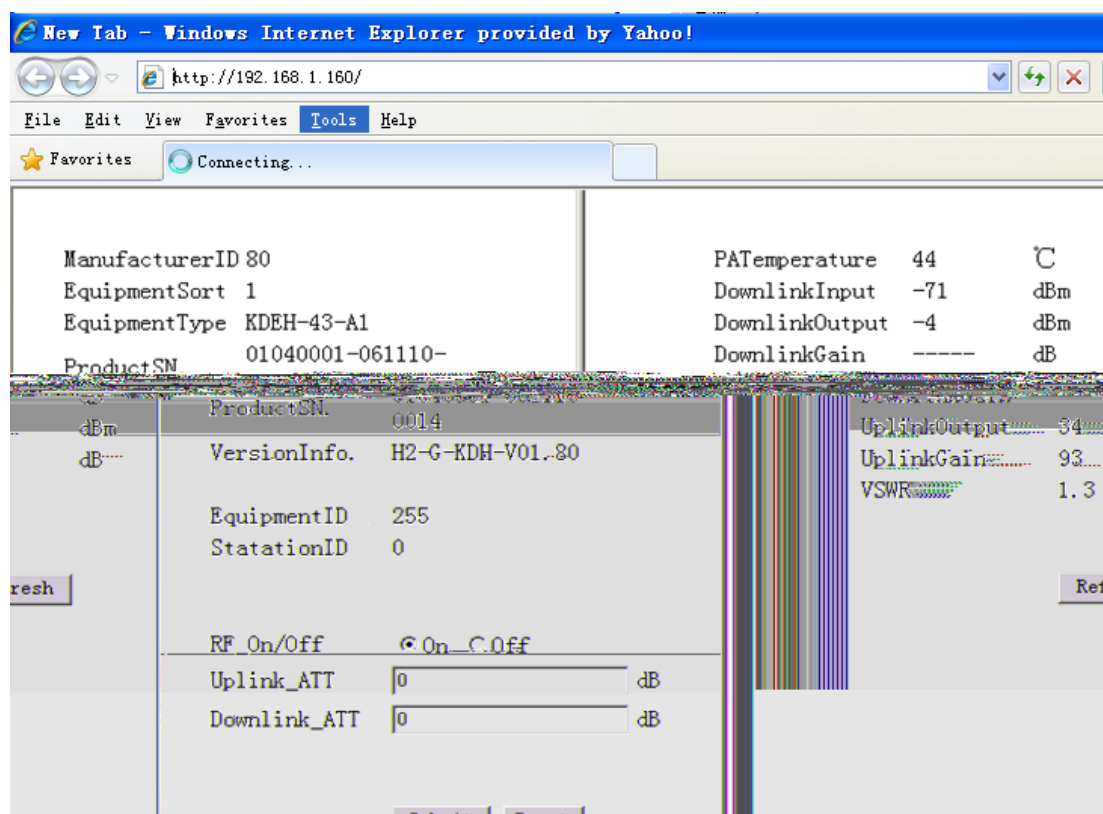 New Tab - Windows Internet Explorer provided by Yahoo!
http://192.168.1.160/
File Edit View Favorites Tools Help
Favorites Connecting...
ManufacturerID 80
EquipmentSort 1
EquipmentType KDEH-43-A1
ProductSN 01040001-061110-
PATemperature 44 ℃
DownlinkInput -71 dBm
DownlinkOutput -4 dBm
DownlinkGain ----- dB
dBm
dB
resh
ProductSN. 0014
VersionInfo. H2-G-KDH-V01.80
EquipmentID 255
StatationID 0
RF_On/Off On Off
Uplink_ATT 0 dB
Downlink_ATT 0 dB
UplinkOutput 34
UplinkGain 93
VSWR 1.3
Ref